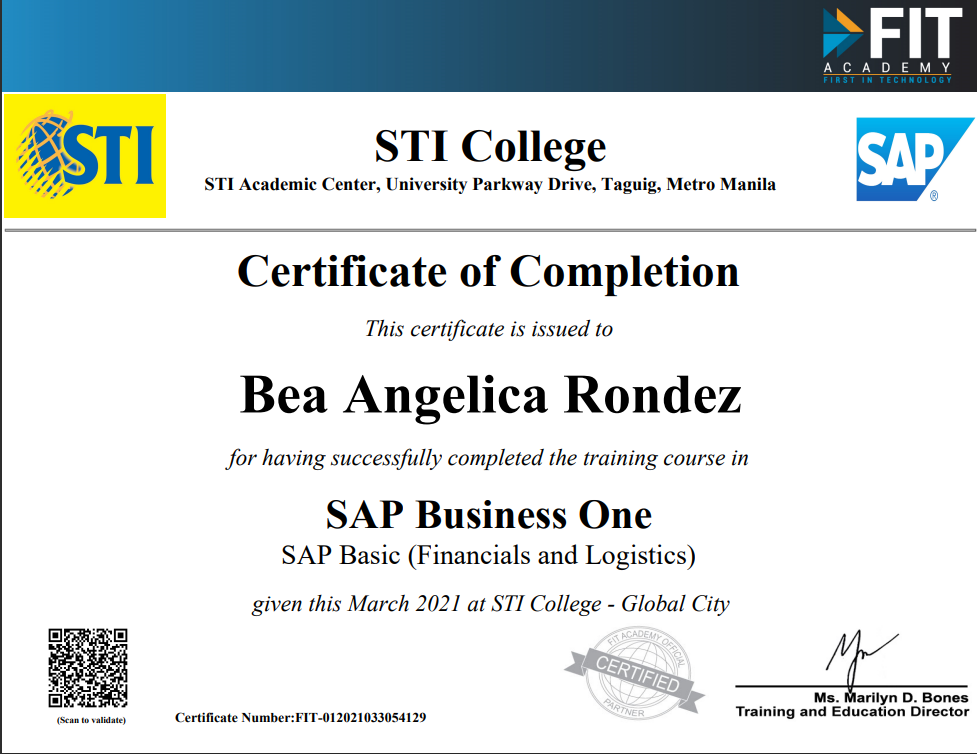 FIT
ACADEMY
FIRST IN TECHNOLOGY
STI
STI College
STI Academic Center, University Parkway Drive, Taguig, Metro Manila
SAP
®
Certificate of Completion
This certificate is issued to
Bea Angelica Rondez
for having successfully completed the training course in
SAP Business One
SAP Basic (Financials and Logistics)
given this March 2021 at STI College - Global City
(Scan to validate)
Certificate Number:FIT-012021033054129
FIT ACADEMY OFFICIAL
CERTIFIED
PARTNER
Ms. Marilyn D. Bones
Training and Education Director